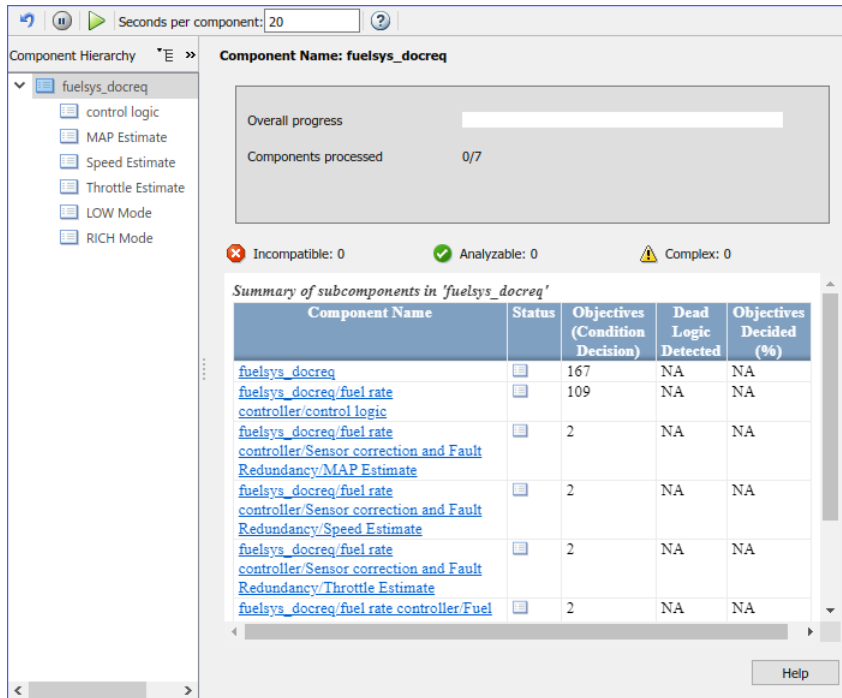 Seconds per component: 20
Component Hierarchy
fuelsys_docreq
control logic
MAP Estimate
Speed Estimate
Throttle Estimate
LOW Mode
RICH Mode
Component Name: fuelsys_docreq
Overall progress
Components processed 0/7
Incompatible: 0 Analyzable: 0 Complex: 0
Summary of subcomponents in 'fuelsys_docreq'
Component Name Status Objectives (Condition Decision) Dead Logic Detected Objectives Decided (%)
fuelsys_docreq 167 NA NA
fuelsys_docreq/fuel rate 109 NA NA
controller/control logic
fuelsys_docreq/fuel rate 2 NA NA
controller/Sensor correction and Fault
Redundancy/MAP Estimate
fuelsys_docreq/fuel rate 2 NA NA
controller/Sensor correction and Fault
Redundancy/Speed Estimate
fuelsys_docreq/fuel rate 2 NA NA
controller/Sensor correction and Fault
Redundancy/Throttle Estimate
fuelsys_docreq/fuel rate controller/Fuel 2 NA NA
Help